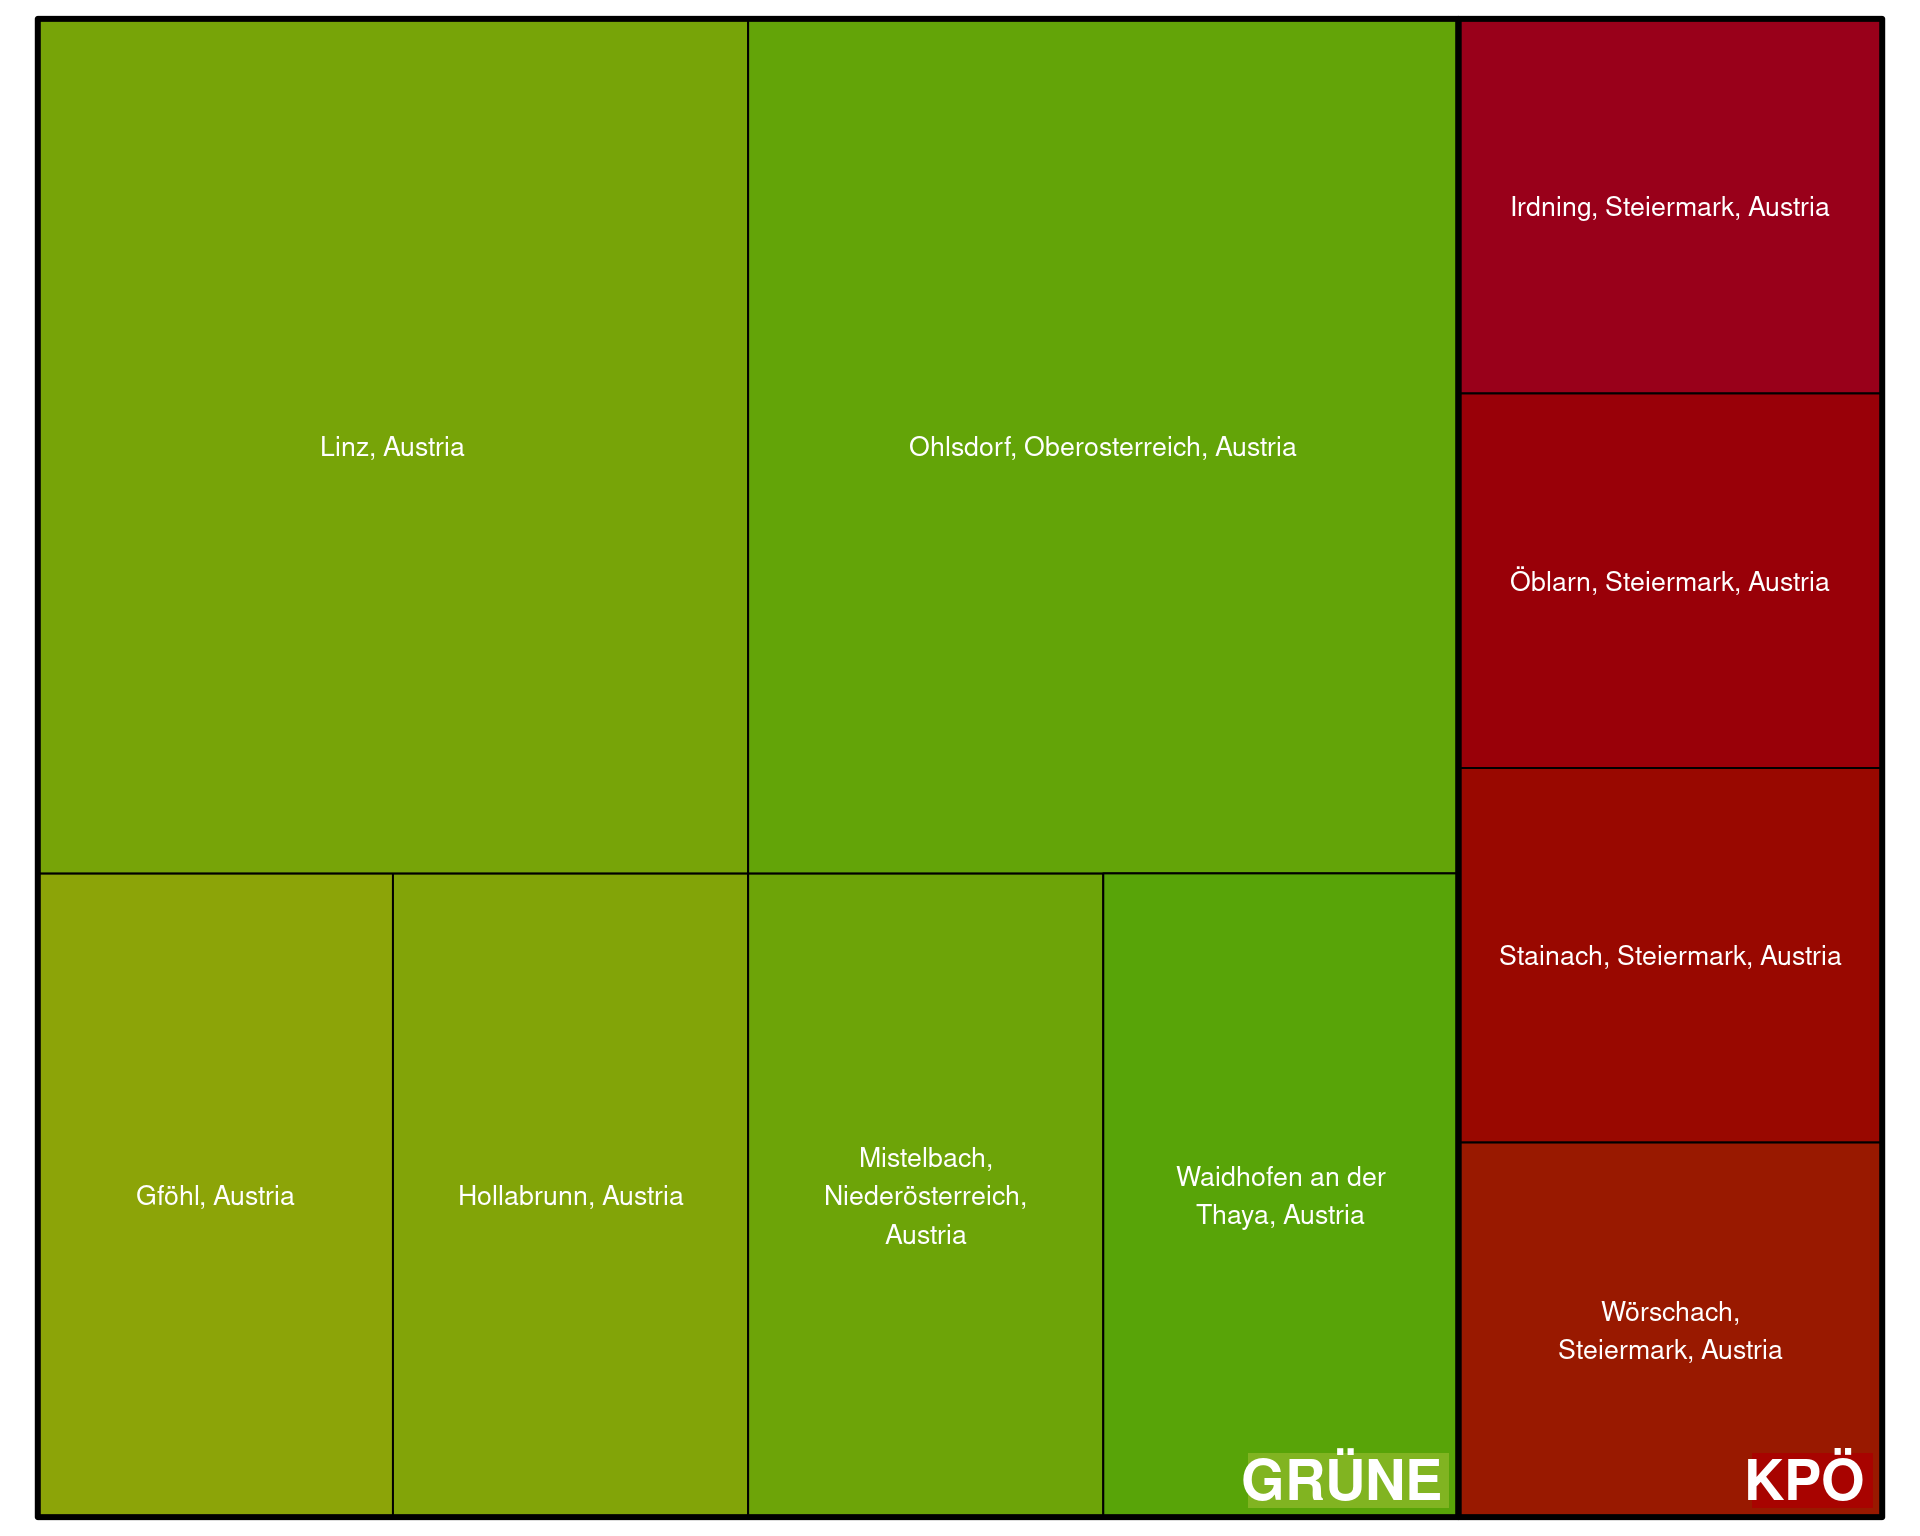 Linz, Austria
Ohlsdorf, Oberosterreich, Austria
Gföhl, Austria
Hollabrunn, Austria
Mistelbach,
Niederösterreich,
Austria
Waidhofen an der
Thaya, Austria
GRÜNE
Irdning, Steiermark, Austria
Öblarn, Steiermark, Austria
Stainach, Steiermark, Austria
Wörschach,
Steiermark, Austria
KPÖ